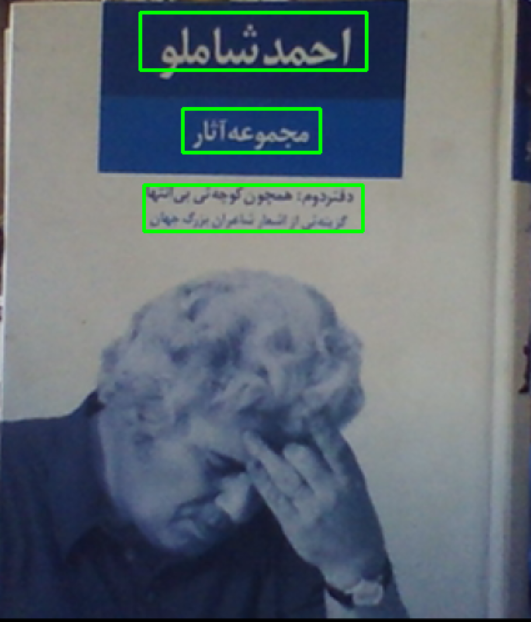 احمد شاملو
مجموعه آثار
دفتر دوم: همچون کوچه‌ئی بی‌انتها
گزینه‌ئی از اشعار شاعران بزرگ جهان